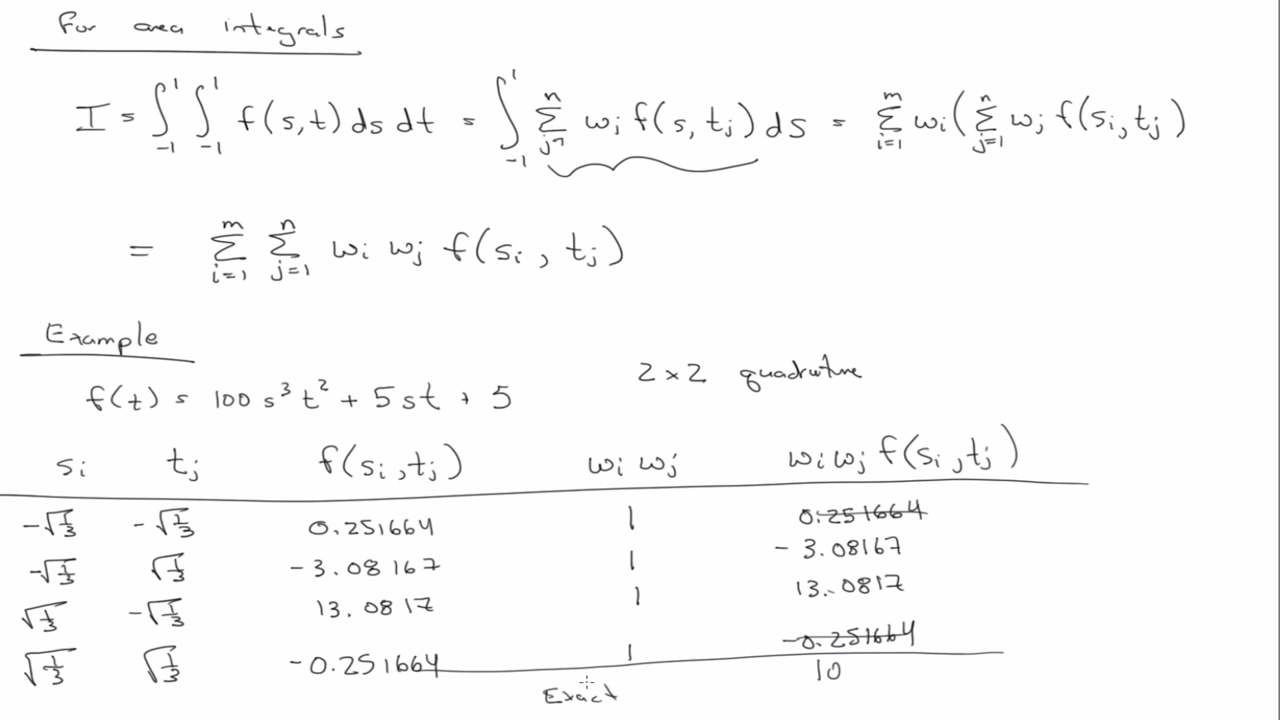 For area integrals
I = ∫_{-1}^{1} ∫_{-1}^{1} f(s,t) ds dt = ∫_{-1}^{1} Σ_{j=1}^{n} w_j f(s,t_j) ds = Σ_{i=1}^{m} w_i ( Σ_{j=1}^{n} w_j f(s_i,t_j)
= Σ_{i=1}^{m} Σ_{j=1}^{n} w_i w_j f(s_i, t_j)
Example
2 x 2 quadrature
f(t) = 100 s³ t² + 5 s t + 5
s_i t_j f(s_i,t_j) w_i w_j w_i w_j f(s_i,t_j)
-√(1/3) -√(1/3) 0.251664 1 0.251664
-√(1/3) √(1/3) -3.08167 1 -3.08167
√(1/3) -√(1/3) 13.0817 1 13.0817
√(1/3) √(1/3) -0.251664 1 -0.251664
Exact 10